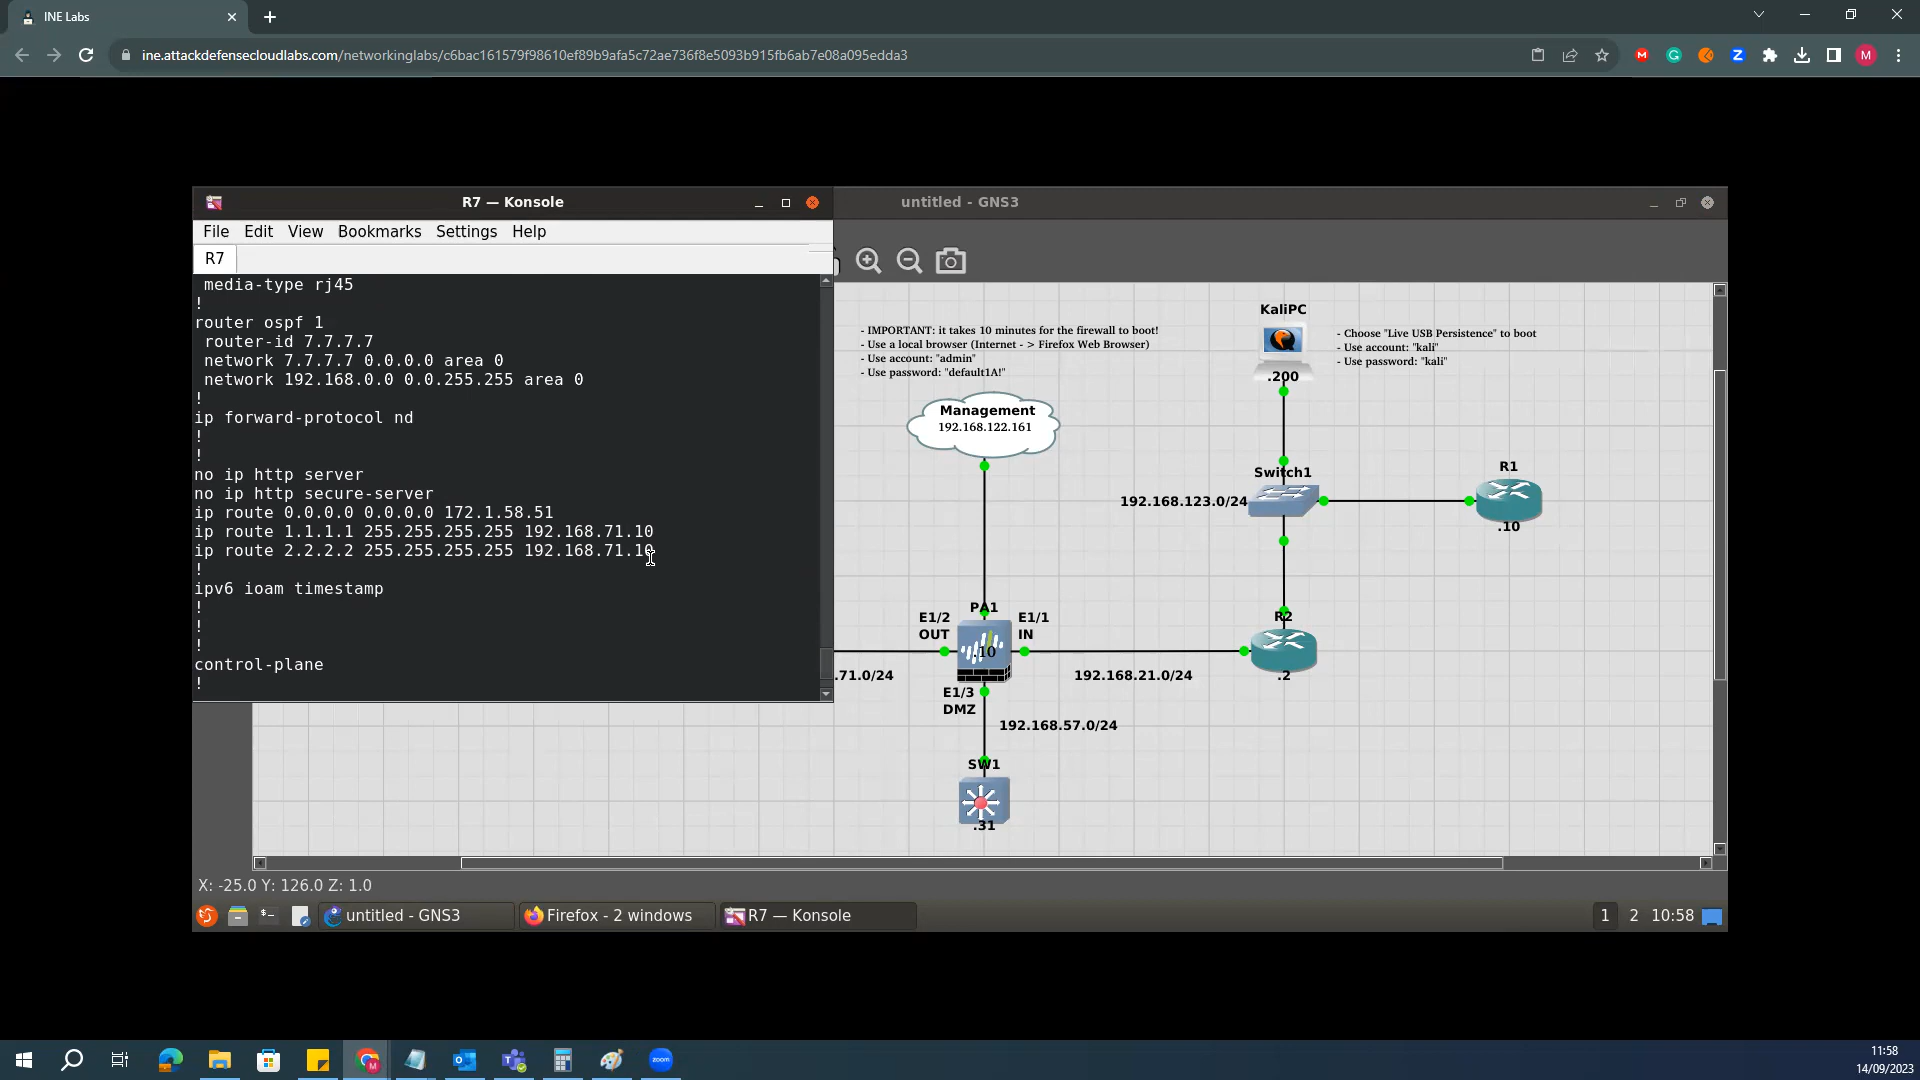 INE Labs
ine.attackdefensecloudlabs.com/networkinglabs/c6bac161579f98610ef89b9afa5c72ae736f8e5093b915fb6ab7e08a095edda3
R7 — Konsole
untitled - GNS3
File Edit View Bookmarks Settings Help
R7
media-type rj45
!
router ospf 1
router-id 7.7.7.7
network 7.7.7.7 0.0.0.0 area 0
network 192.168.0.0 0.0.255.255 area 0
!
ip forward-protocol nd
!
!
no ip http server
no ip http secure-server
ip route 0.0.0.0 0.0.0.0 172.1.58.51
ip route 1.1.1.1 255.255.255.255 192.168.71.10
ip route 2.2.2.2 255.255.255.255 192.168.71.10
!
ipv6 ioam timestamp
!
!
!
control-plane
!
- IMPORTANT: it takes 10 minutes for the firewall to boot!
- Use a local browser (Internet - > Firefox Web Browser)
- Use account: "admin"
- Use password: "default1A!"
KaliPC
.200
- Choose "Live USB Persistence" to boot
- Use account: "kali"
- Use password: "kali"
Management
192.168.122.161
Switch1
192.168.123.0/24
R1
.10
PA1
E1/2
OUT
E1/1
IN
.10
R2
.2
.71.0/24
192.168.21.0/24
E1/3
DMZ
192.168.57.0/24
SW1
.31
X: -25.0 Y: 126.0 Z: 1.0
untitled - GNS3
Firefox - 2 windows
R7 — Konsole
1 2 10:58
zoom
11:58
14/09/2023